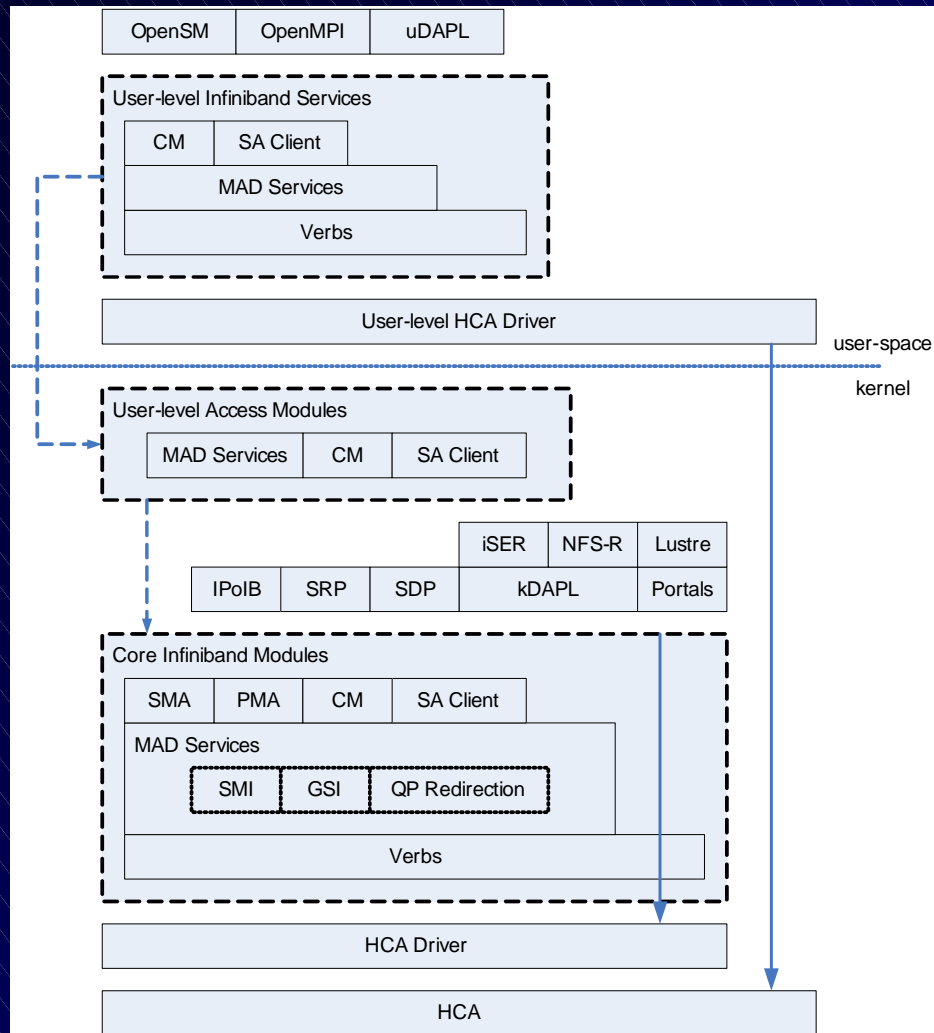 OpenSM OpenMPI uDAPL
User-level Infiniband Services
CM SA Client
MAD Services
Verbs
User-level HCA Driver
user-space
kernel
User-level Access Modules
MAD Services CM SA Client
iSER NFS-R Lustre
IPoIB SRP SDP kDAPL Portals
Core Infiniband Modules
SMA PMA CM SA Client
MAD Services
SMI GSI QP Redirection
Verbs
HCA Driver
HCA